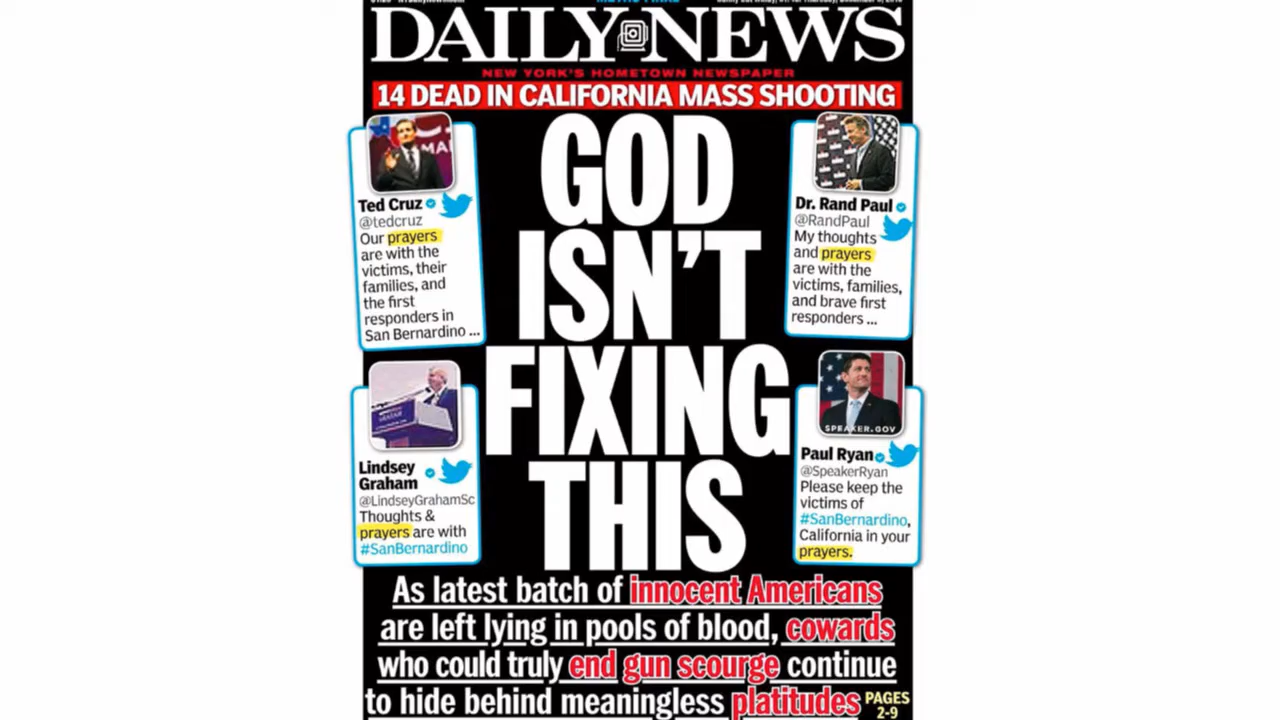 DAILY NEWS
NEW YORK'S HOMETOWN NEWSPAPER
14 DEAD IN CALIFORNIA MASS SHOOTING
GOD
ISN'T
FIXING
THIS
Ted Cruz
@tedcruz
Our prayers
are with the
victims, their
families, and
the first
responders in
San Bernardino ...
Dr. Rand Paul
@RandPaul
My thoughts
and prayers
are with the
victims, families,
and brave first
responders ...
Lindsey
Graham
@LindseyGrahamSc
Thoughts &
prayers are with
#SanBernardino
SPEAKER.GOV
Paul Ryan
@SpeakerRyan
Please keep the
victims of
#SanBernardino,
California in your
prayers.
As latest batch of innocent Americans
are left lying in pools of blood, cowards
who could truly end gun scourge continue
to hide behind meaningless platitudes
PAGES
2-9